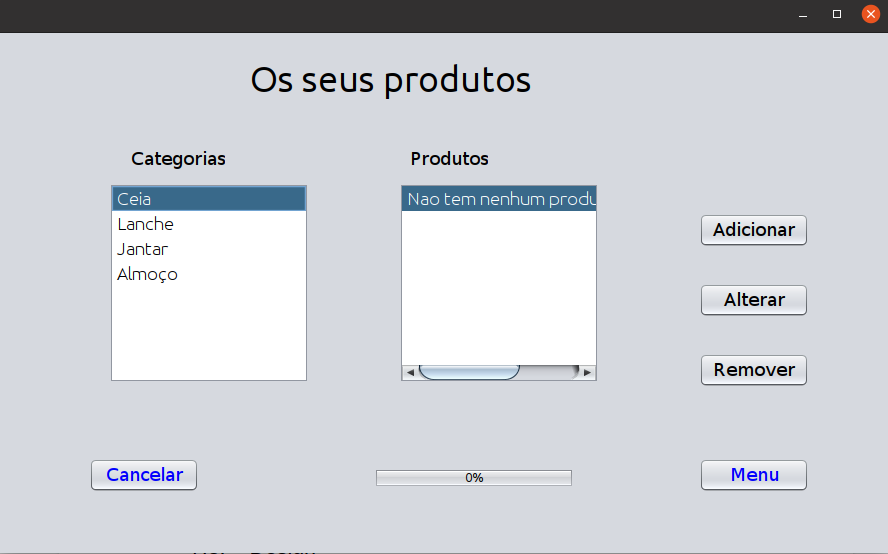 Os seus produtos
Categorias
Produtos
Ceia
Lanche
Jantar
Almoço
Nao tem nenhum produ
Adicionar
Alterar
Remover
Cancelar
0%
Menu